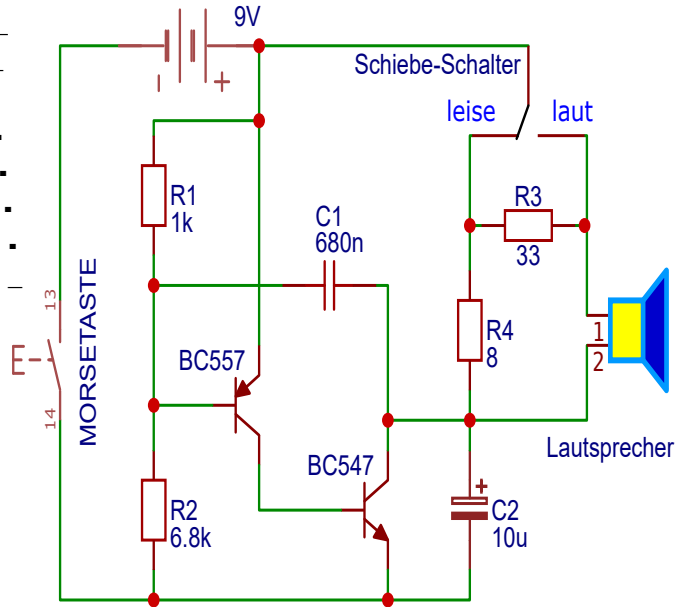 9V
Schiebe-Schalter
leise laut
R1
1k
R3
33
C1
680n
13
MORSETASTE
14
E
R4
8
1
2
BC557
Lautsprecher
BC547
R2
6.8k
C2
10u